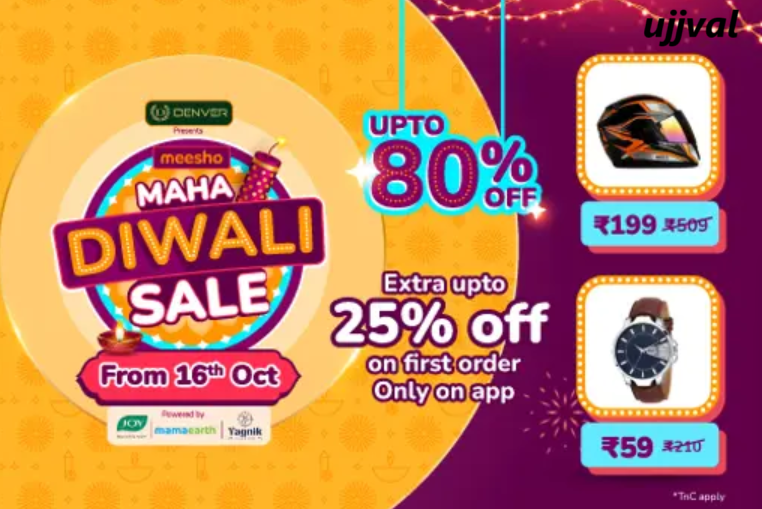 ujjval
DENVER
Presents
meesho
MAHA
DIWALI
SALE
From 16th Oct
Powered by
JOY
mamaearth
Yagnik
UPTO
80%
OFF
Extra upto
25% off
on first order
Only on app
₹199 ₹509
₹59 ₹210
*TnC apply